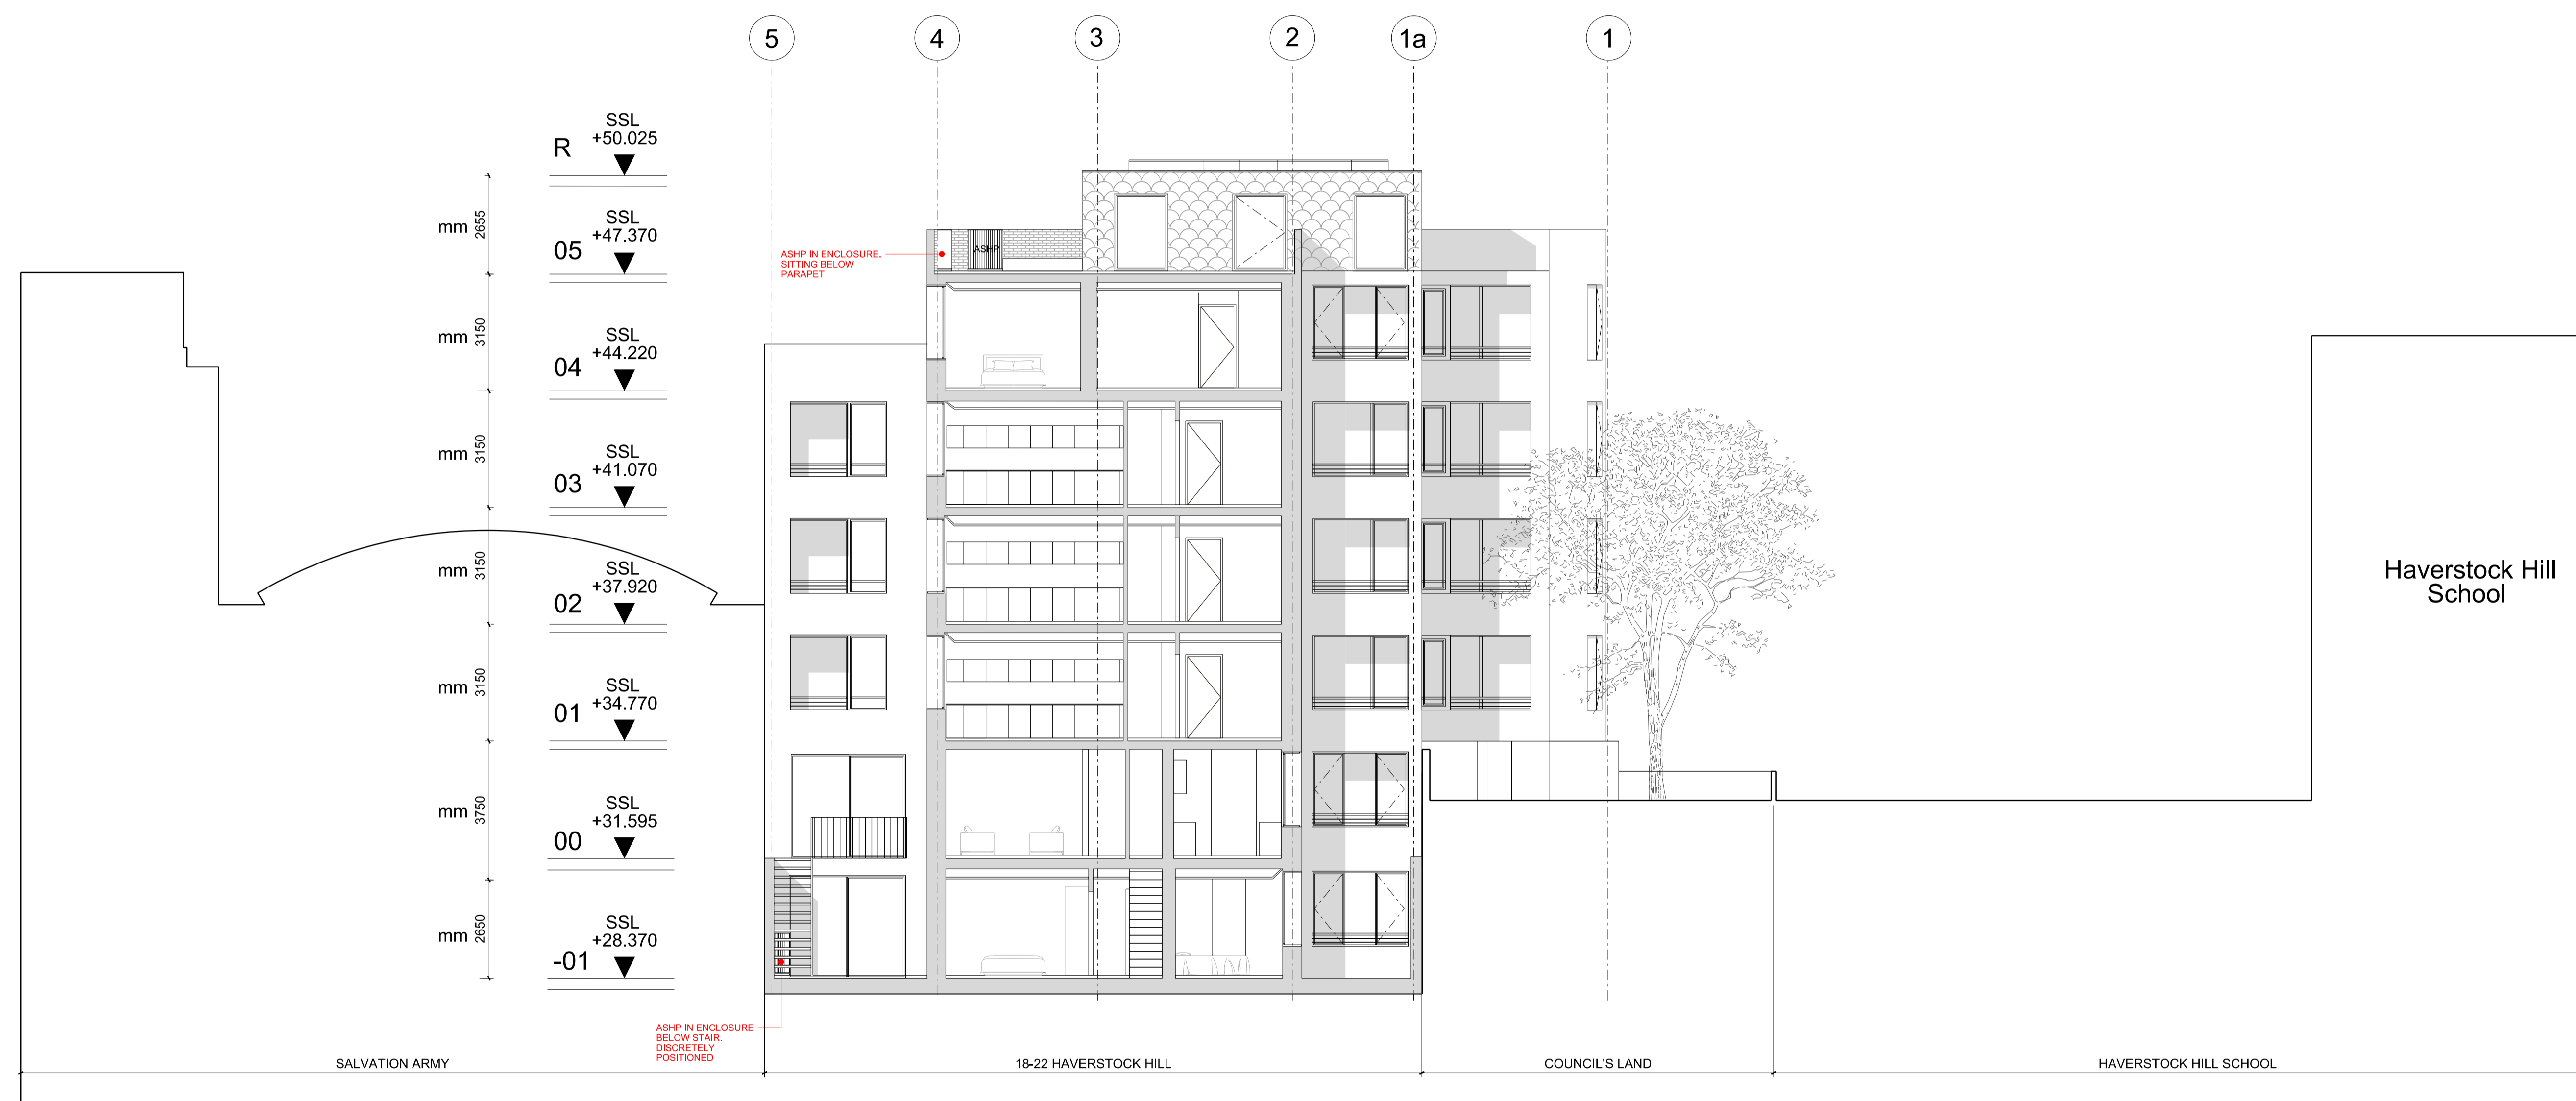 5
4
3
2
1a
1
SSL
+50.025
R
mm
2655
SSL
+47.370
05
mm
3150
SSL
+44.220
04
mm
3150
SSL
+41.070
03
mm
3150
SSL
+37.920
02
mm
3150
SSL
+34.770
01
mm
3750
SSL
+31.595
00
mm
2650
SSL
+28.370
-01
ASHP IN ENCLOSURE.
SITTING BELOW
PARAPET
ASHP
Haverstock Hill
School
ASHP IN ENCLOSURE
BELOW STAIR.
DISCRETELY
POSITIONED
SALVATION ARMY
18-22 HAVERSTOCK HILL
COUNCIL'S LAND
HAVERSTOCK HILL SCHOOL